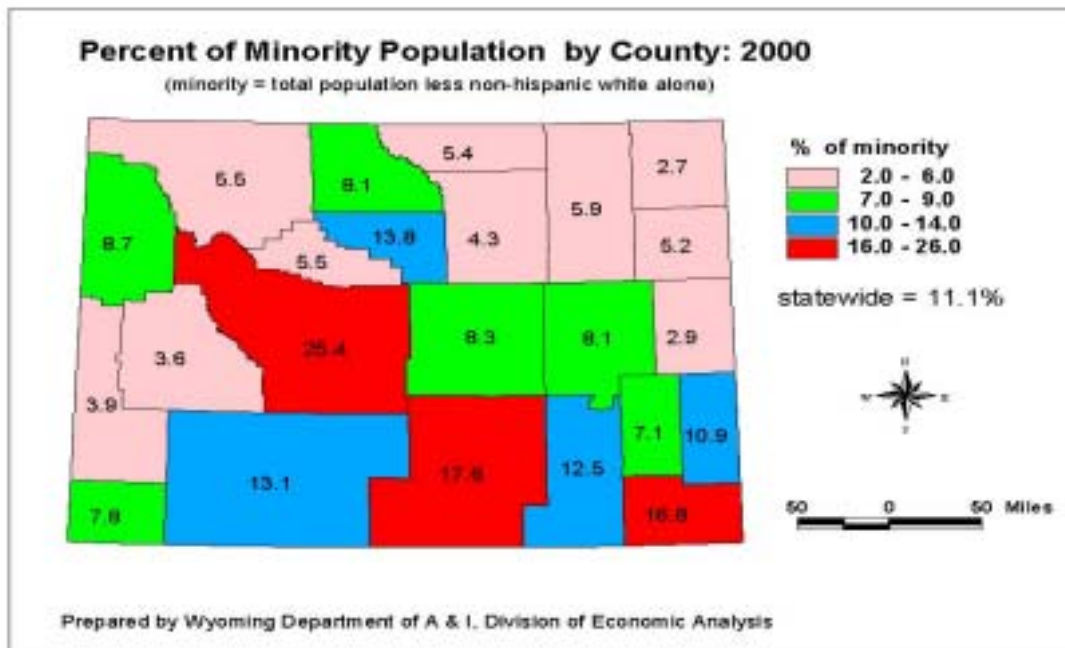 Percent of Minority Population by County: 2000
(minority = total population less non-hispanic white alone)
5.5
8.1
5.4
5.9
2.7
8.7
5.5
13.8
4.3
5.2
3.6
25.4
8.3
8.1
2.9
3.9
7.1
10.9
13.1
17.6
12.5
7.8
16.8
% of minority
2.0 - 6.0
7.0 - 9.0
10.0 - 14.0
16.0 - 26.0
statewide = 11.1%
N
W E
S
50 0 50 Miles
Prepared by Wyoming Department of A & I, Division of Economic Analysis